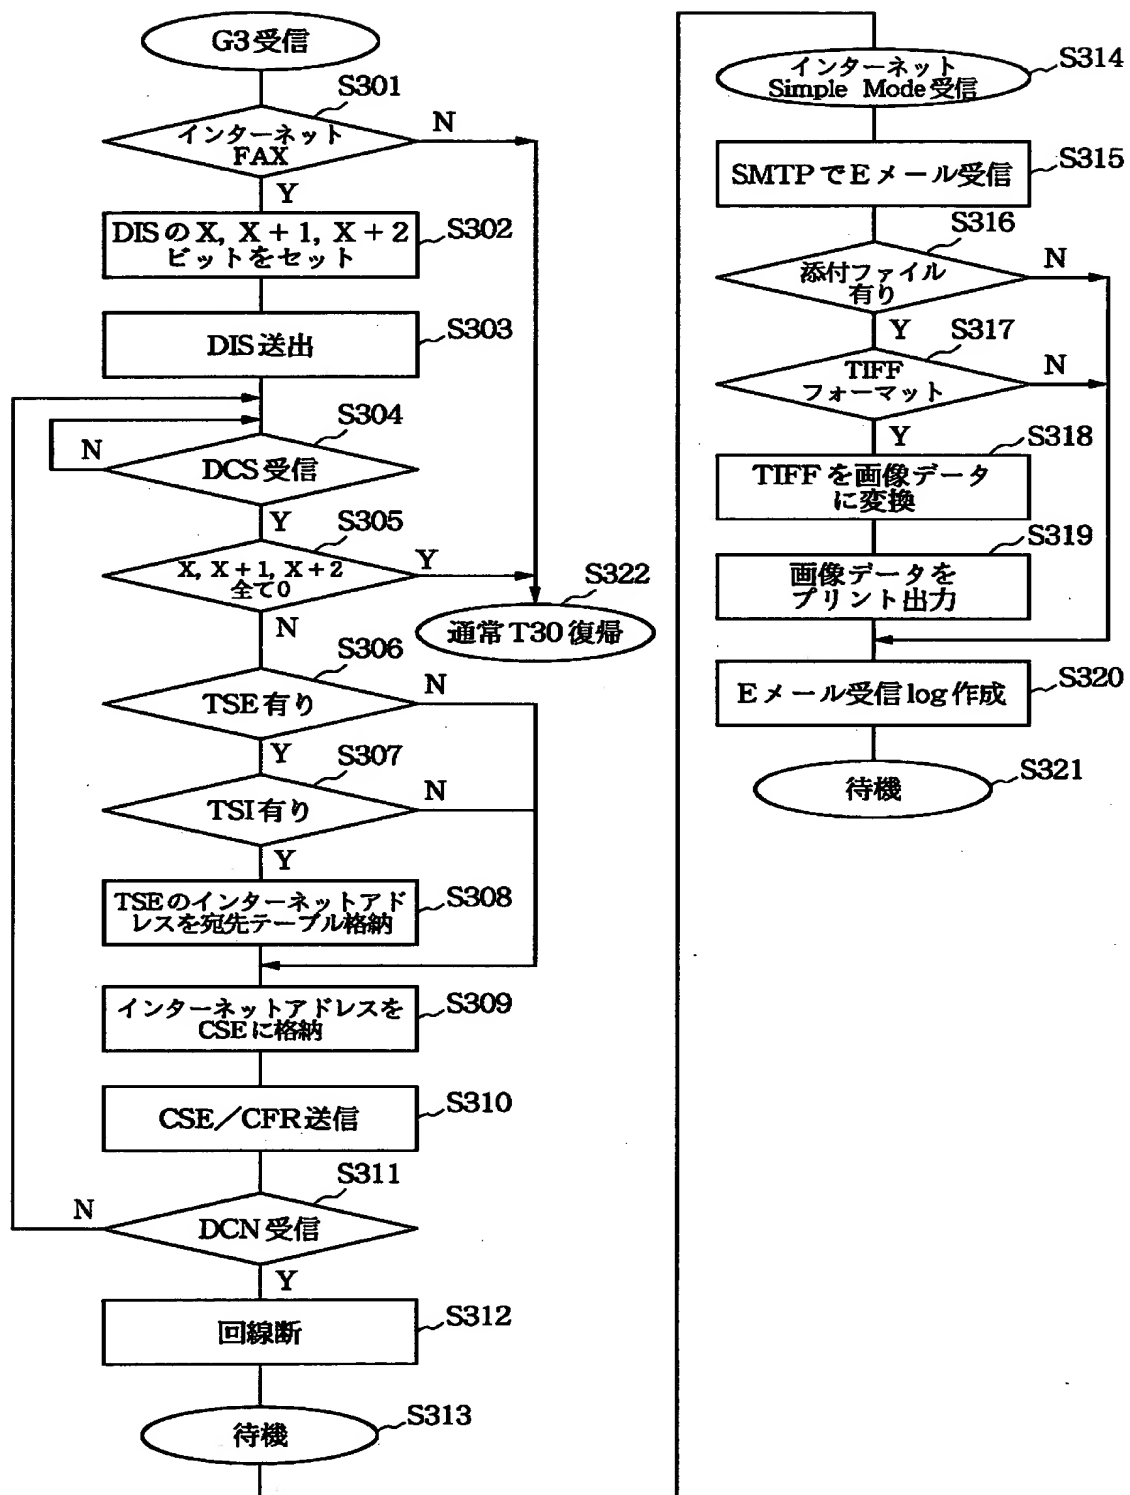 G3受信
S301
インターネット
FAX
N
Y
DISのX, X+1, X+2
ビットをセット
S302
DIS送出
S303
S304
N
DCS受信
Y
S305
X, X+1, X+2
全て0
Y
N
S322
通常T30復帰
S306
TSE有り
N
Y
S307
TSI有り
N
Y
TSEのインターネットアド
レスを宛先テーブル格納
S308
インターネットアドレスを
CSEに格納
S309
CSE/CFR送信
S310
S311
N
DCN受信
Y
回線断
S312
待機
S313
インターネット
Simple Mode受信
S314
SMTPでEメール受信
S315
S316
添付ファイル
有り
N
Y
S317
TIFF
フォーマット
N
Y
S318
TIFFを画像データ
に変換
S319
画像データを
プリント出力
Eメール受信log作成
S320
待機
S321